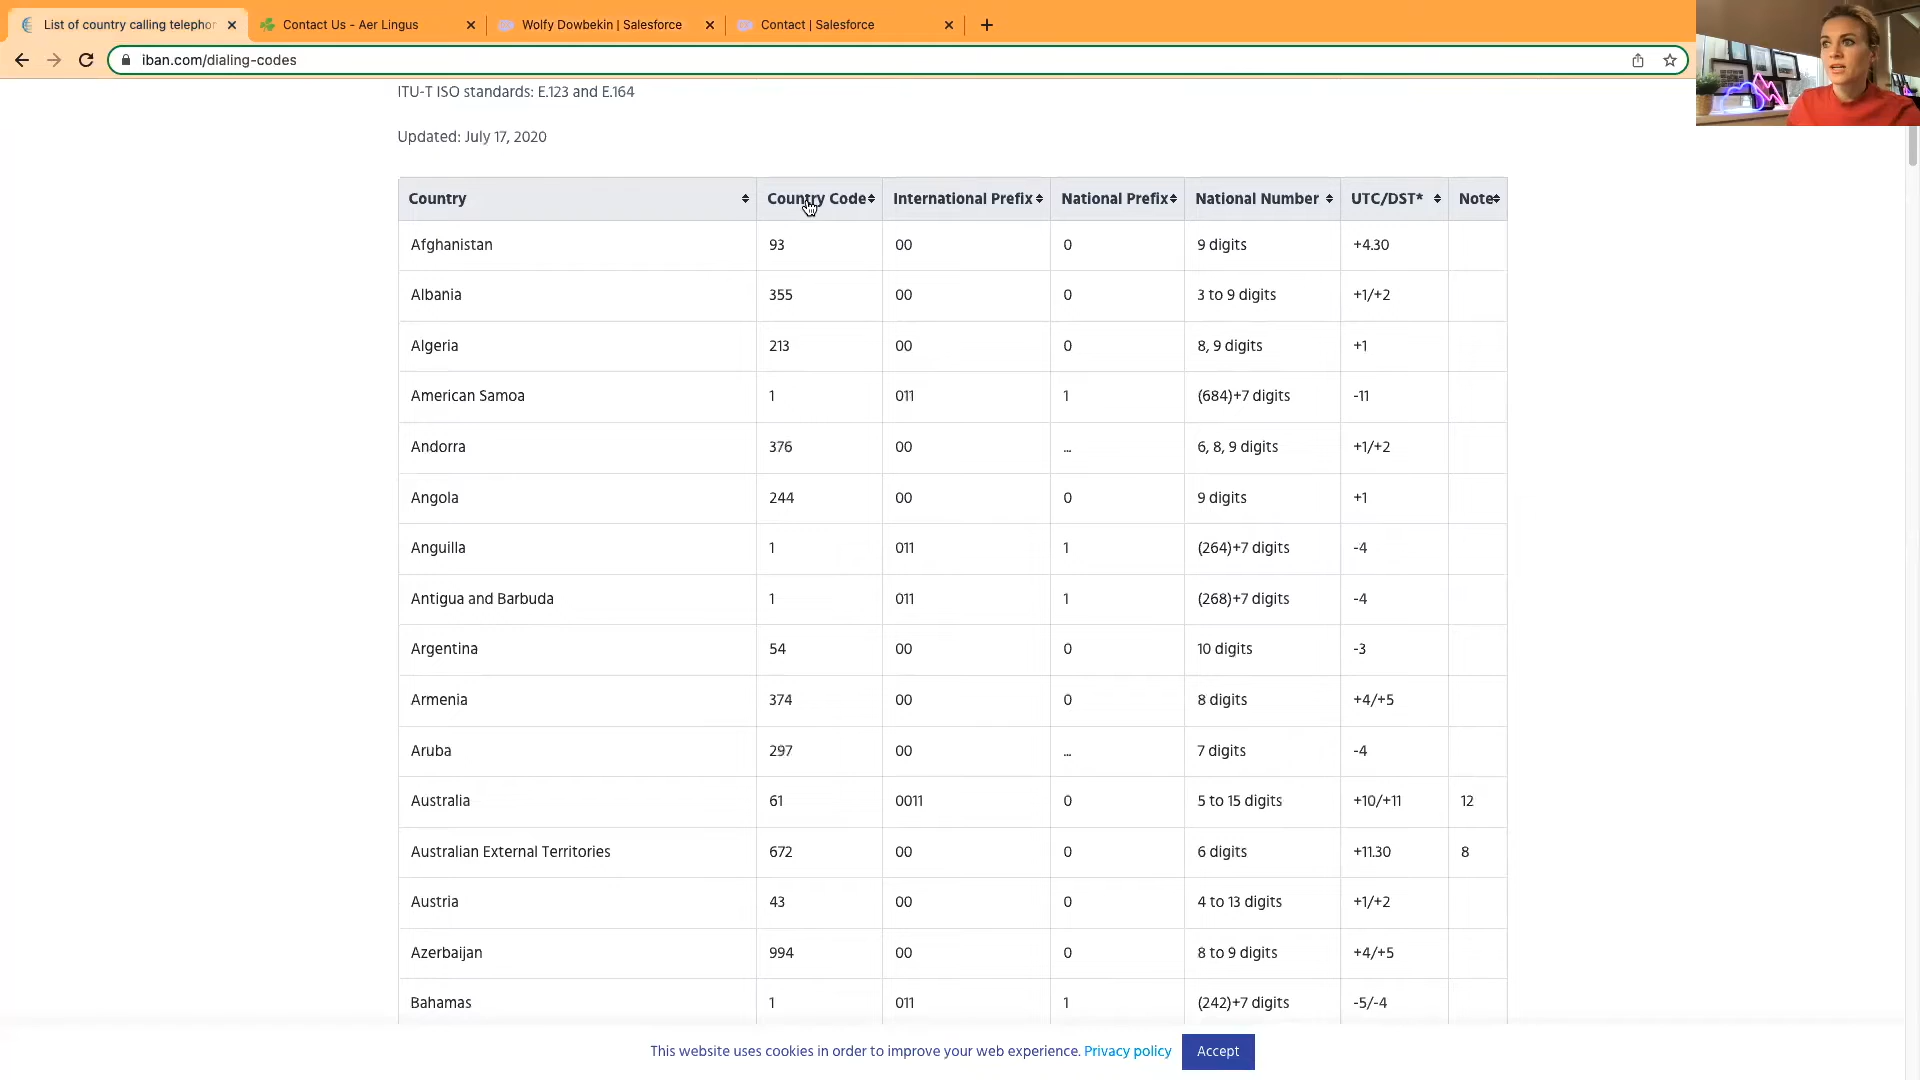 List of country calling telephor
Contact Us - Aer Lingus
Wolfy Dowbekin | Salesforce
Contact | Salesforce
iban.com/dialing-codes
ITU-T ISO standards: E.123 and E.164
Updated: July 17, 2020
Country Country Code International Prefix National Prefix National Number UTC/DST* Note
Afghanistan 93 00 0 9 digits +4.30
Albania 355 00 0 3 to 9 digits +1/+2
Algeria 213 00 0 8, 9 digits +1
American Samoa 1 011 1 (684)+7 digits -11
Andorra 376 00 ... 6, 8, 9 digits +1/+2
Angola 244 00 0 9 digits +1
Anguilla 1 011 1 (264)+7 digits -4
Antigua and Barbuda 1 011 1 (268)+7 digits -4
Argentina 54 00 0 10 digits -3
Armenia 374 00 0 8 digits +4/+5
Aruba 297 00 ... 7 digits -4
Australia 61 0011 0 5 to 15 digits +10/+11 12
Australian External Territories 672 00 0 6 digits +11.30 8
Austria 43 00 0 4 to 13 digits +1/+2
Azerbaijan 994 00 0 8 to 9 digits +4/+5
Bahamas 1 011 1 (242)+7 digits -5/-4
This website uses cookies in order to improve your web experience. Privacy policy Accept